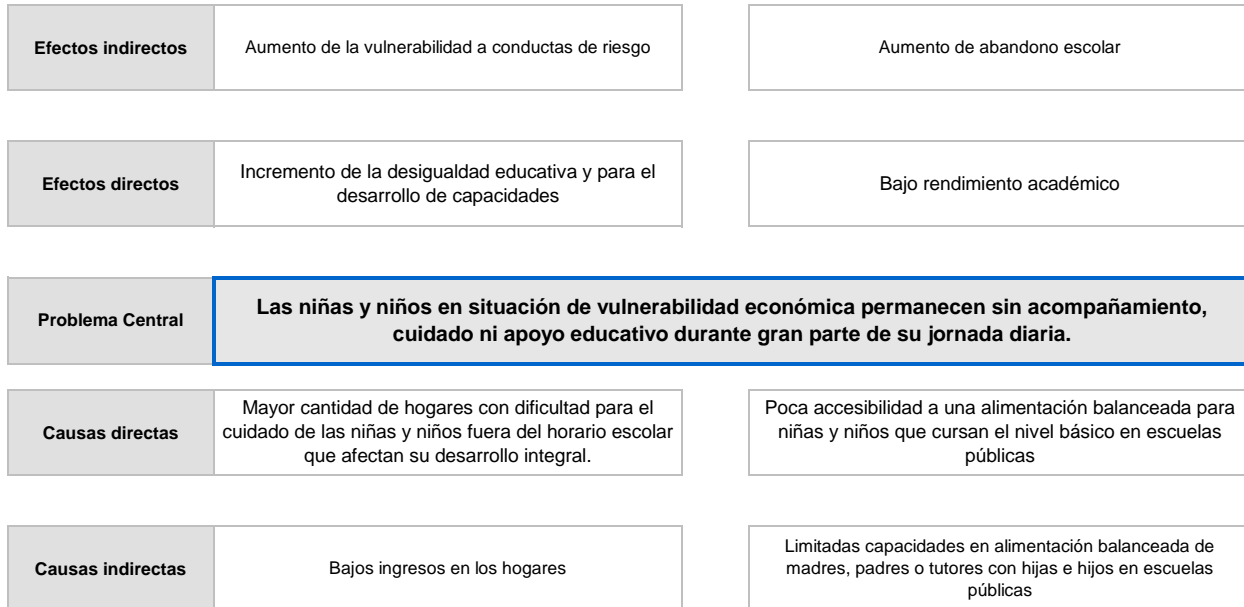 Efectos indirectos
Aumento de la vulnerabilidad a conductas de riesgo
Aumento de abandono escolar
Efectos directos
Incremento de la desigualdad educativa y para el
desarrollo de capacidades
Bajo rendimiento académico
Problema Central
Las niñas y niños en situación de vulnerabilidad económica permanecen sin acompañamiento,
cuidado ni apoyo educativo durante gran parte de su jornada diaria.
Causas directas
Mayor cantidad de hogares con dificultad para el
cuidado de las niñas y niños fuera del horario escolar
que afectan su desarrollo integral.
Poca accesibilidad a una alimentación balanceada para
niñas y niños que cursan el nivel básico en escuelas
públicas
Causas indirectas
Bajos ingresos en los hogares
Limitadas capacidades en alimentación balanceada de
madres, padres o tutores con hijas e hijos en escuelas
públicas